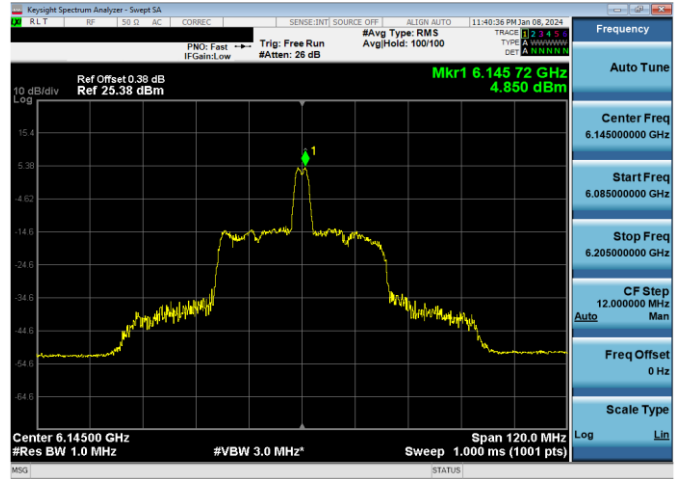 Keysight Spectrum Analyzer - Swept SA
RLT RF 50 Ω AC CORREC SENSE:INT SOURCE OFF ALIGN AUTO 11:40:36 PM Jan 08, 2024
PNO: Fast
IFGain:Low
Trig: Free Run
#Atten: 26 dB
#Avg Type: RMS
Avg|Hold: 100/100
TRACE 1 2 3 4 5 6
TYPE A WWWWW
DET A N N N N N
Ref Offset 0.38 dB
10 dB/div Ref 25.38 dBm
Log
Mkr1 6.145 72 GHz
4.850 dBm
1
15.4
5.38
-4.62
-14.6
-24.6
-34.6
-44.6
-54.6
-64.6
Center 6.14500 GHz Span 120.0 MHz
#Res BW 1.0 MHz #VBW 3.0 MHz* Sweep 1.000 ms (1001 pts)
MSG STATUS
Frequency
Auto Tune
Center Freq
6.145000000 GHz
Start Freq
6.085000000 GHz
Stop Freq
6.205000000 GHz
CF Step
12.000000 MHz
Auto Man
Freq Offset
0 Hz
Scale Type
Log Lin